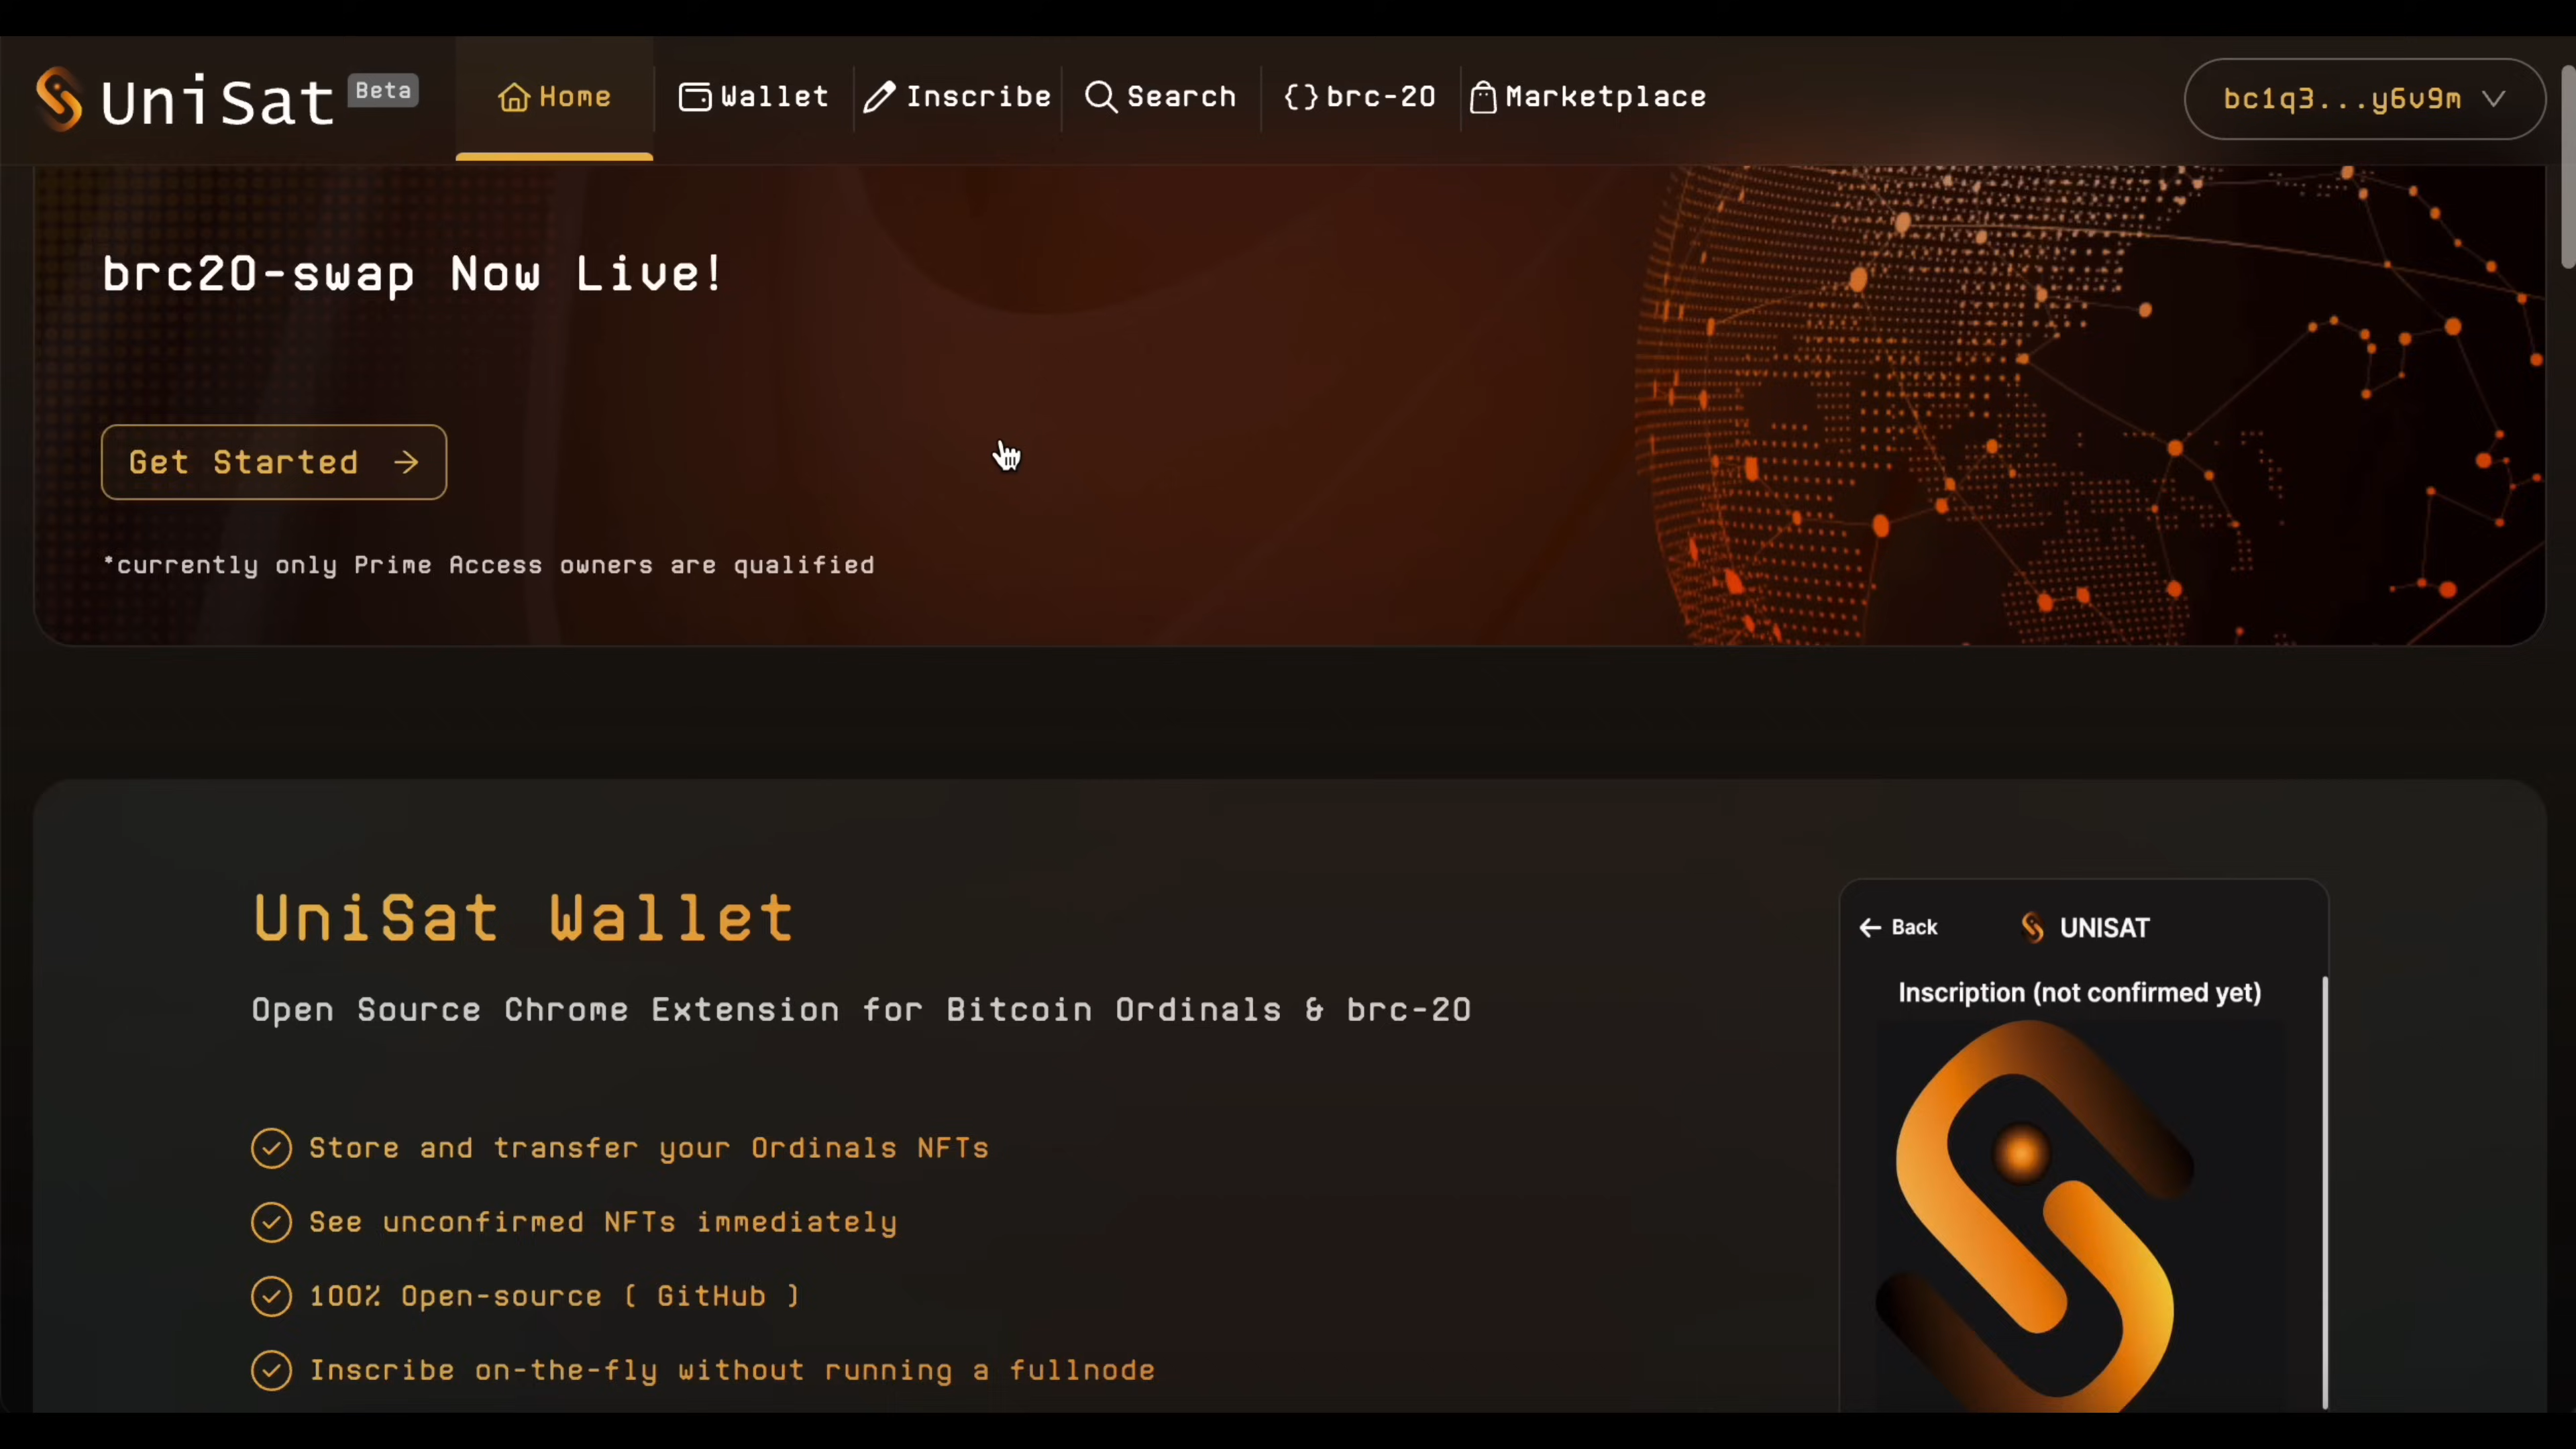 UniSat Beta Home Wallet Inscribe Search {} brc-20 Marketplace bc1q3...y6v9m
brc20-swap Now Live!
Get Started →
*currently only Prime Access owners are qualified
UniSat Wallet
Open Source Chrome Extension for Bitcoin Ordinals & brc-20
Store and transfer your Ordinals NFTs
See unconfirmed NFTs immediately
100% Open-source ( GitHub )
Inscribe on-the-fly without running a fullnode
← Back UNISAT
Inscription (not confirmed yet)